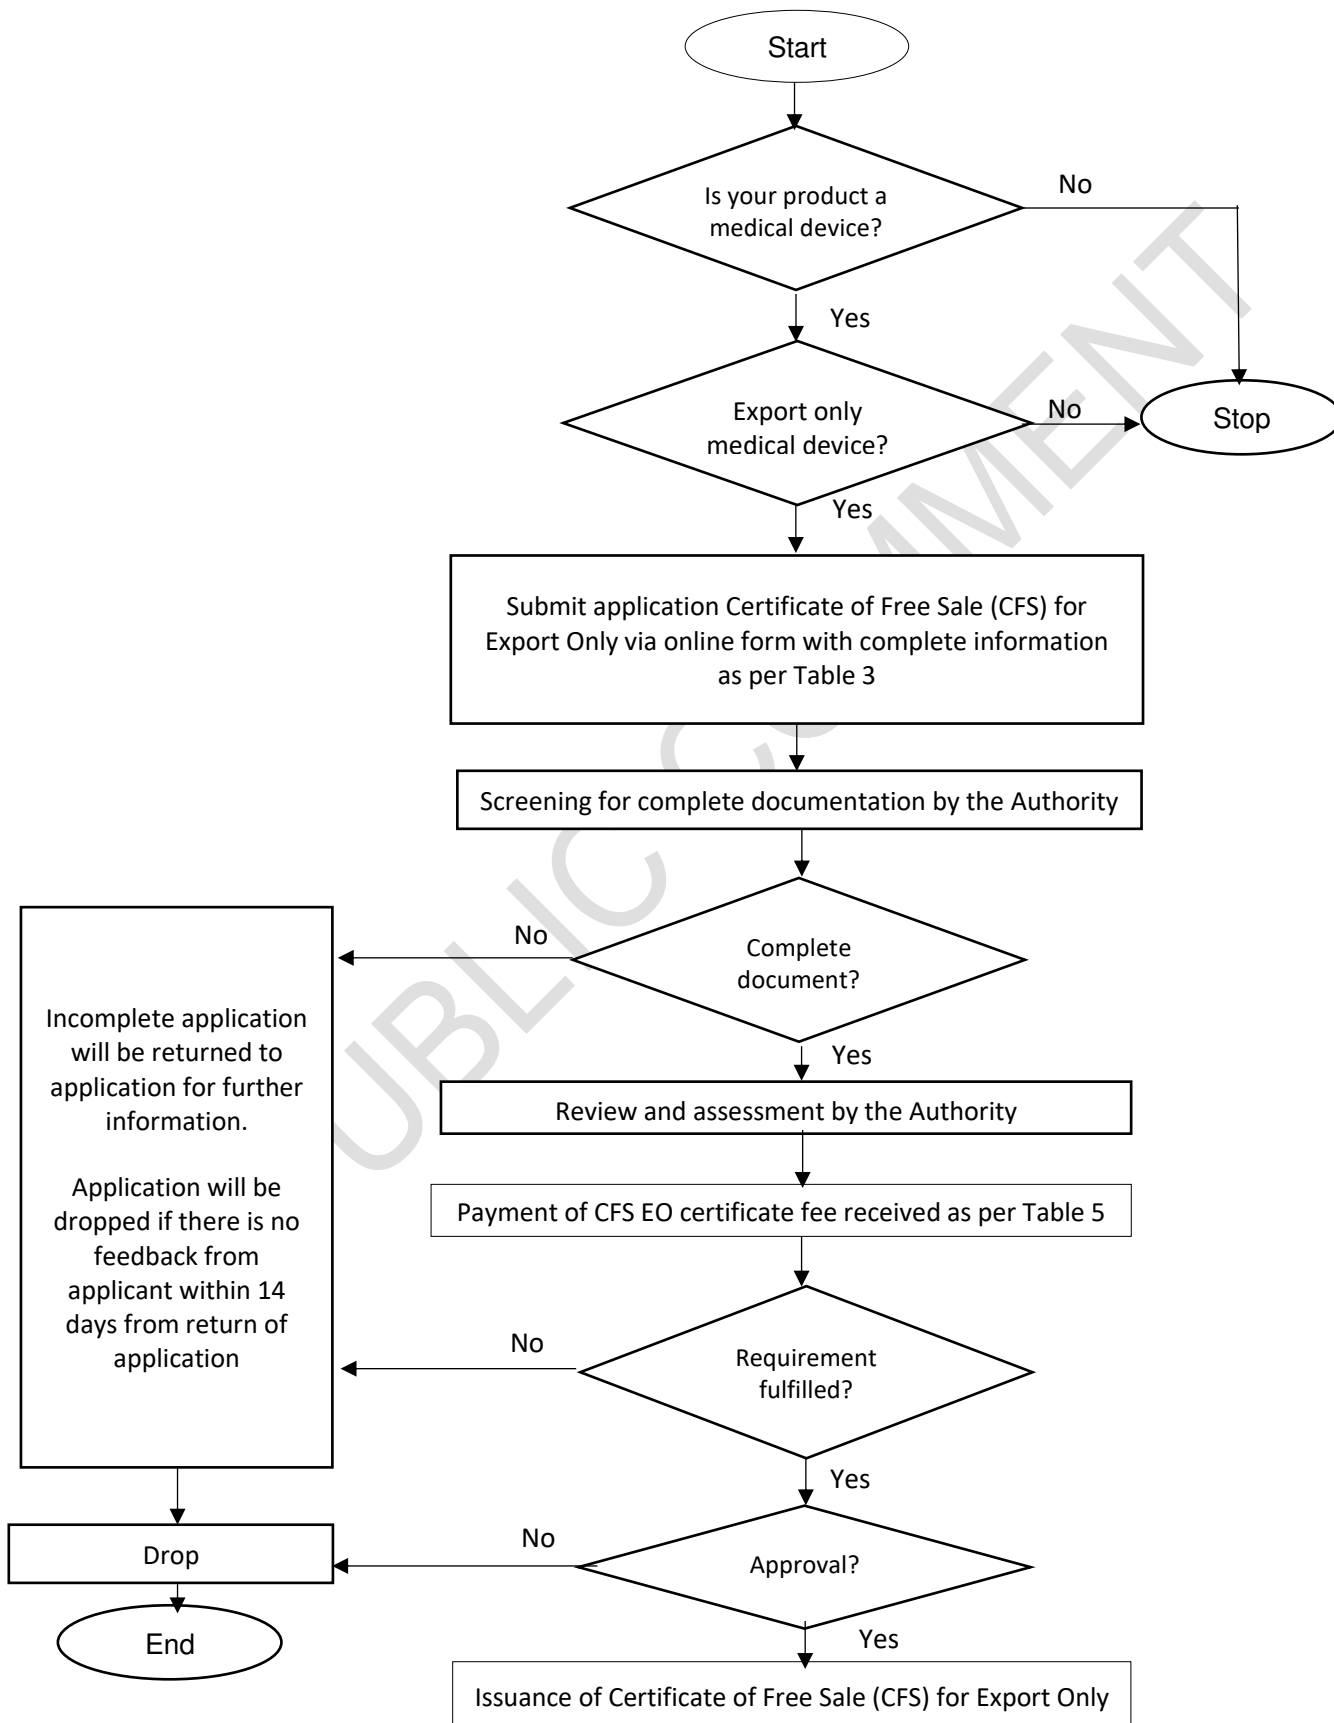 Start
Is your product a
medical device?
No
Yes
Export only
medical device?
No
Stop
Yes
Submit application Certificate of Free Sale (CFS) for
Export Only via online form with complete information
as per Table 3
Screening for complete documentation by the Authority
Complete
document?
No
Yes
Incomplete application
will be returned to
application for further
information.
Application will be
dropped if there is no
feedback from
applicant within 14
days from return of
application
Review and assessment by the Authority
Payment of CFS EO certificate fee received as per Table 5
Requirement
fulfilled?
No
Yes
Approval?
No
Drop
End
Yes
Issuance of Certificate of Free Sale (CFS) for Export Only
UBLIC COMMENT